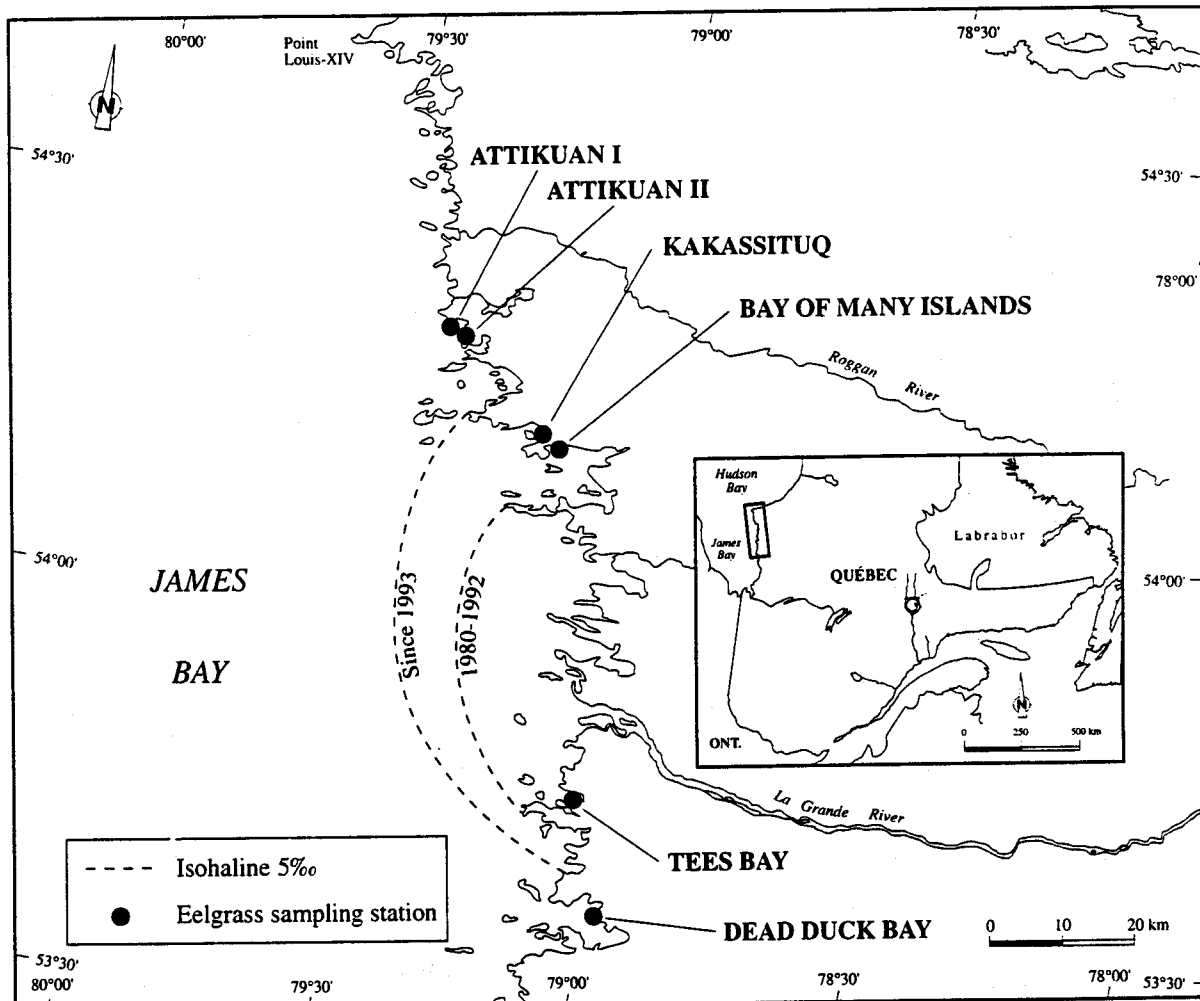 80°00'
79°30'
79°00'
78°30'
Point
Louis-XIV
N
54°30'
54°30'
ATTIKUAN I
ATTIKUAN II
KAKASSITUQ
78°00'
BAY OF MANY ISLANDS
Roggan
River
Hudson
Bay
James
Bay
Labrabor
QUÉBEC
N
0 250 500 km
ONT.
54°00'
54°00'
JAMES
BAY
Since 1993
1980-1992
La Grande River
TEES BAY
DEAD DUCK BAY
Isohaline 5‰
Eelgrass sampling station
0 10 20 km
53°30'
80°00'
79°30'
79°00'
78°30'
78°00'
53°30'